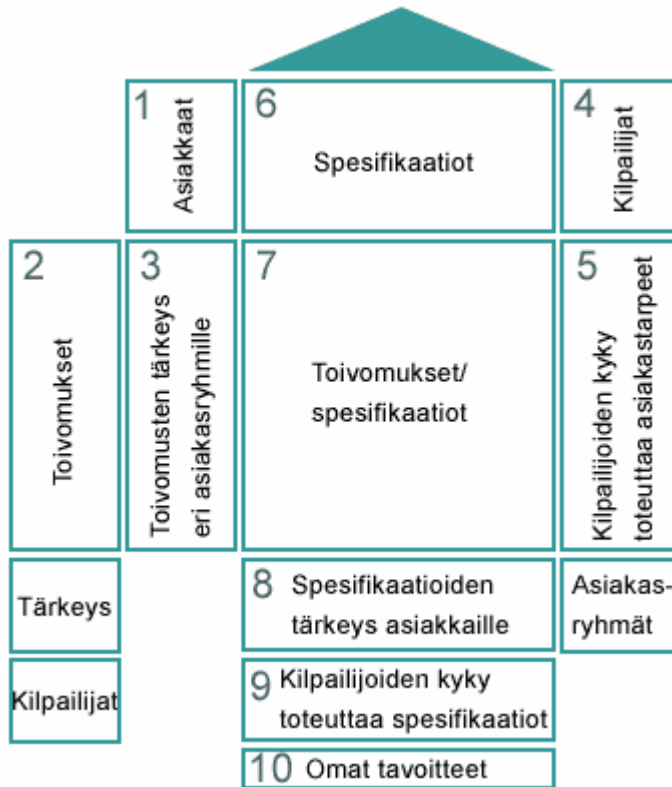 1
Asiakkaat
6
Spesifikaatiot
4
Kilpailijat
2
Toivomukset
3
Toivomusten tärkeys
eri asiakasryhmille
7
Toivomukset/
spesifikaatiot
5
Kilpailijoiden kyky
toteuttaa asiakastarpeet
Tärkeys
8 Spesifikaatioiden
tärkeys asiakkaille
Asiakas-
ryhmät
Kilpailijat
9 Kilpailijoiden kyky
toteuttaa spesifikaatiot
10 Omat tavoitteet